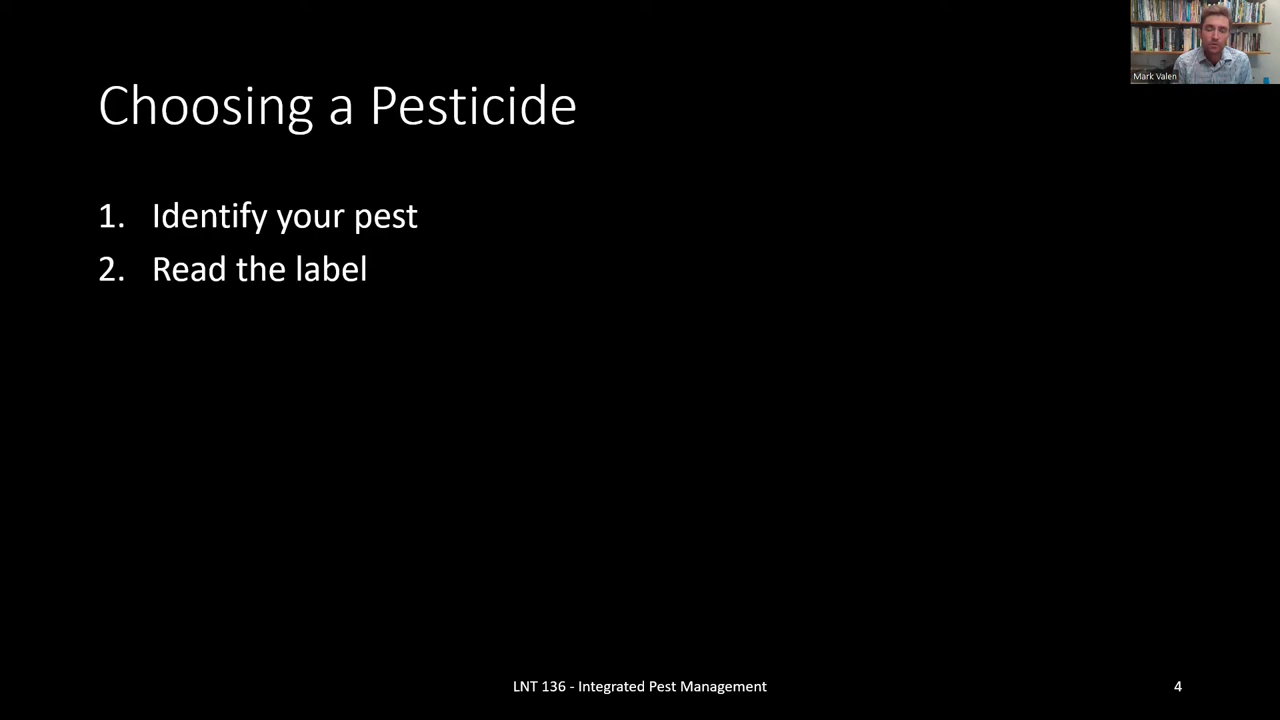 Mark Valen
Choosing a Pesticide
1. Identify your pest
2. Read the label
LNT 136 - Integrated Pest Management
4